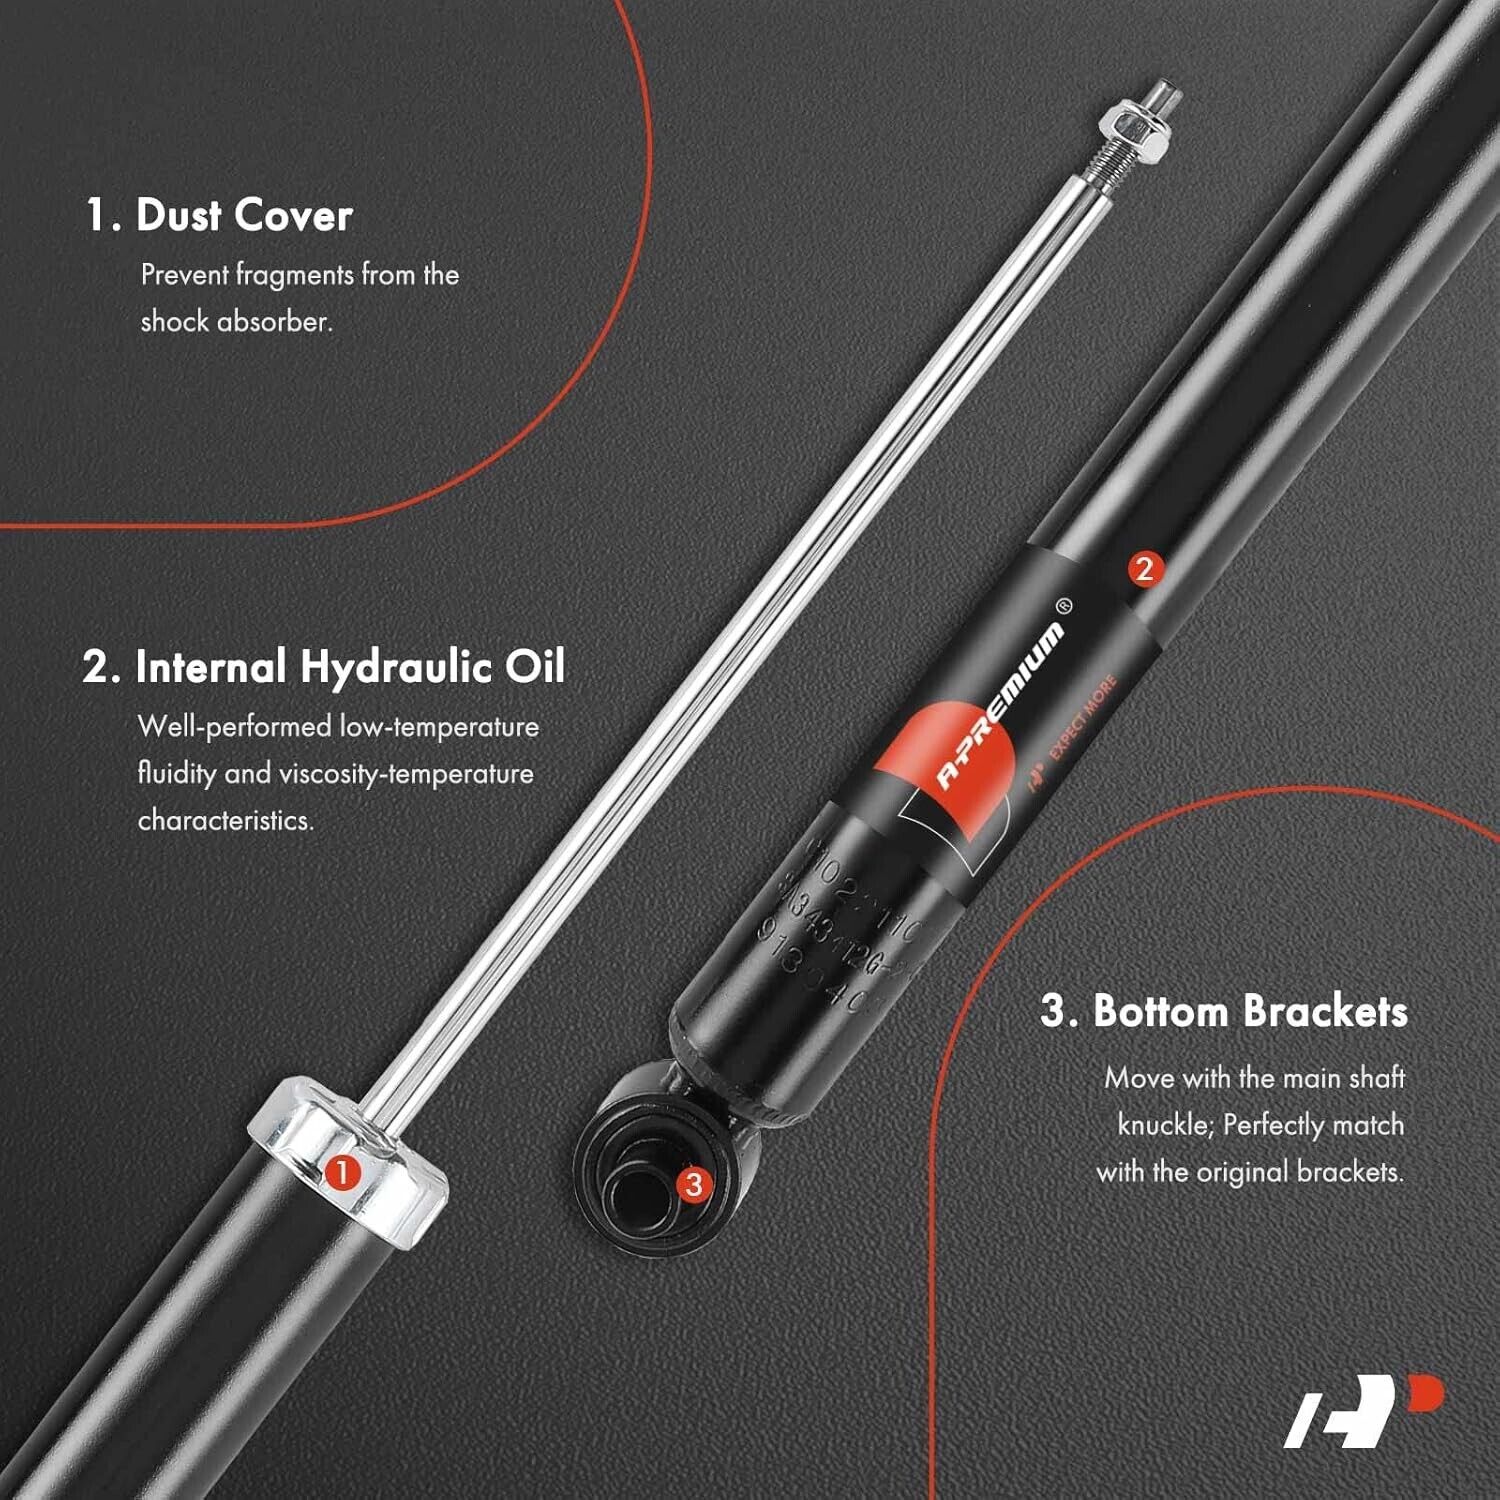 1. Dust Cover
Prevent fragments from the
shock absorber.
2. Internal Hydraulic Oil
Well-performed low-temperature
fluidity and viscosity-temperature
characteristics.
2
A-PREMIUM®
EXPECT MORE
3. Bottom Brackets
Move with the main shaft
knuckle; Perfectly match
with the original brackets.
1
3